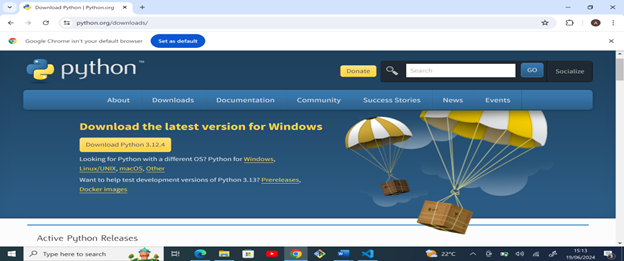 Download Python | Python.org
python.org/downloads/
A
Google Chrome isn't your default browser
Set as default
python™
Donate
Search
GO
Socialize
About Downloads Documentation Community Success Stories News Events
Download the latest version for Windows
Download Python 3.12.4
Looking for Python with a different OS? Python for Windows,
Linux/UNIX, macOS, Other
Want to help test development versions of Python 3.13? Prereleases,
Docker images
Active Python Releases
Type here to search
22°C
15:13
19/06/2024